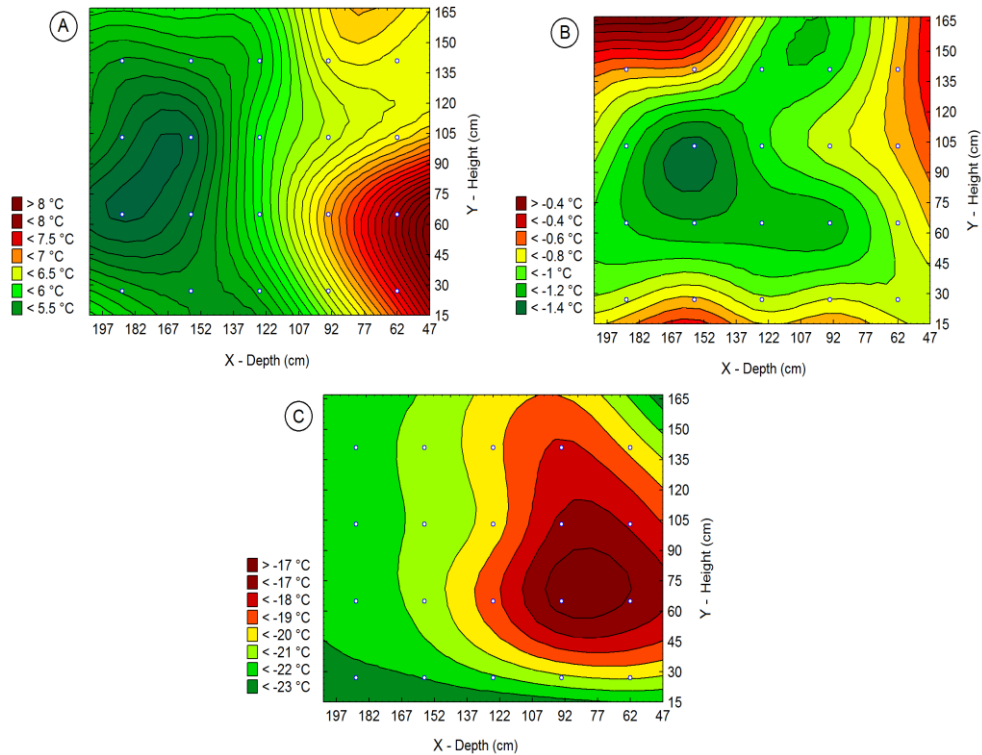 A
165
150
135
120
105
90
75
60
45
30
15
Y - Height (cm)
> 8 °C
< 8 °C
< 7.5 °C
< 7 °C
< 6.5 °C
< 6 °C
< 5.5 °C
197 182 167 152 137 122 107 92 77 62 47
X - Depth (cm)
B
165
150
135
120
105
90
75
60
45
30
15
Y - Height (cm)
> -0.4 °C
< -0.4 °C
< -0.6 °C
< -0.8 °C
< -1 °C
< -1.2 °C
< -1.4 °C
197 182 167 152 137 122 107 92 77 62 47
X - Depth (cm)
C
165
150
135
120
105
90
75
60
45
30
15
Y - Height (cm)
> -17 °C
< -17 °C
< -18 °C
< -19 °C
< -20 °C
< -21 °C
< -22 °C
< -23 °C
197 182 167 152 137 122 107 92 77 62 47
X - Depth (cm)